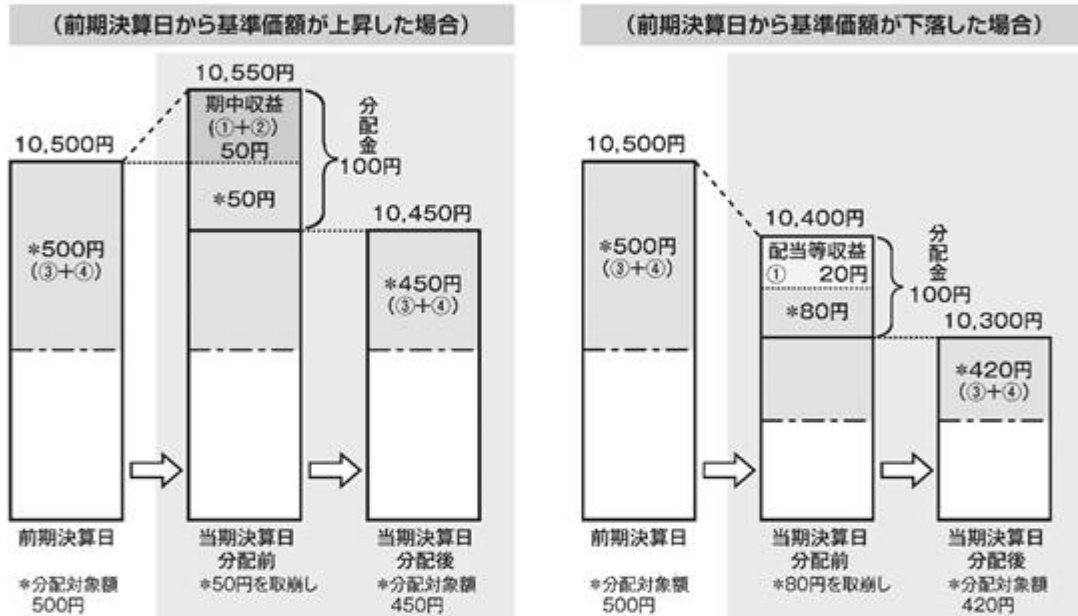 （前期決算日から基準価額が上昇した場合）
10,550円
10,500円
期中収益
（①＋②）
50円
＊50円
分配金
100円
10,450円
＊500円
（③＋④）
＊450円
（③＋④）
前期決算日
当期決算日
分配前
当期決算日
分配後
＊分配対象額
500円
＊50円を取崩し
＊分配対象額
450円
（前期決算日から基準価額が下落した場合）
10,500円
10,400円
配当等収益
① 20円
＊80円
分配金
100円
10,300円
＊500円
（③＋④）
＊420円
（③＋④）
前期決算日
当期決算日
分配前
当期決算日
分配後
＊分配対象額
500円
＊80円を取崩し
＊分配対象額
420円